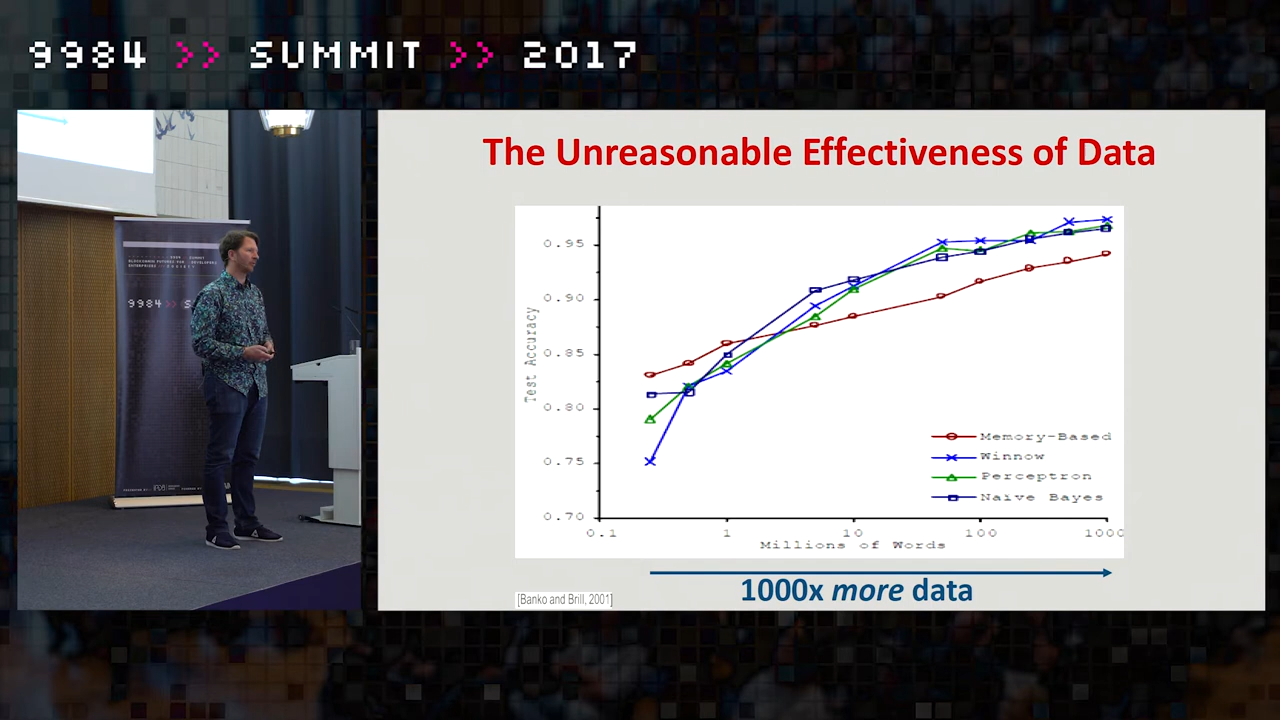 9984 >> SUMMIT >> 2017
9984 >> S
The Unreasonable Effectiveness of Data
Test Accuracy
0.95
0.90
0.85
0.80
0.75
0.70
0.1 1 10 100 1000
Millions of Words
Memory-Based
Winnow
Perceptron
Naive Bayes
1000x more data
[Banko and Brill, 2001]